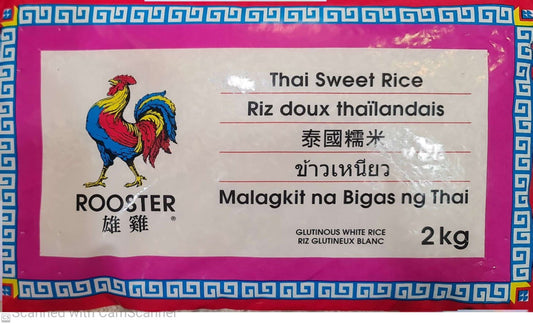 Thai Sweet Rice
Riz doux thaïlandais
泰國糯米
ข้าวเหนียว
Malagkit na Bigas ng Thai
ROOSTER
雄雞®
GLUTINOUS WHITE RICE
RIZ GLUTINEUX BLANC
2kg
Scanned with CamScanner